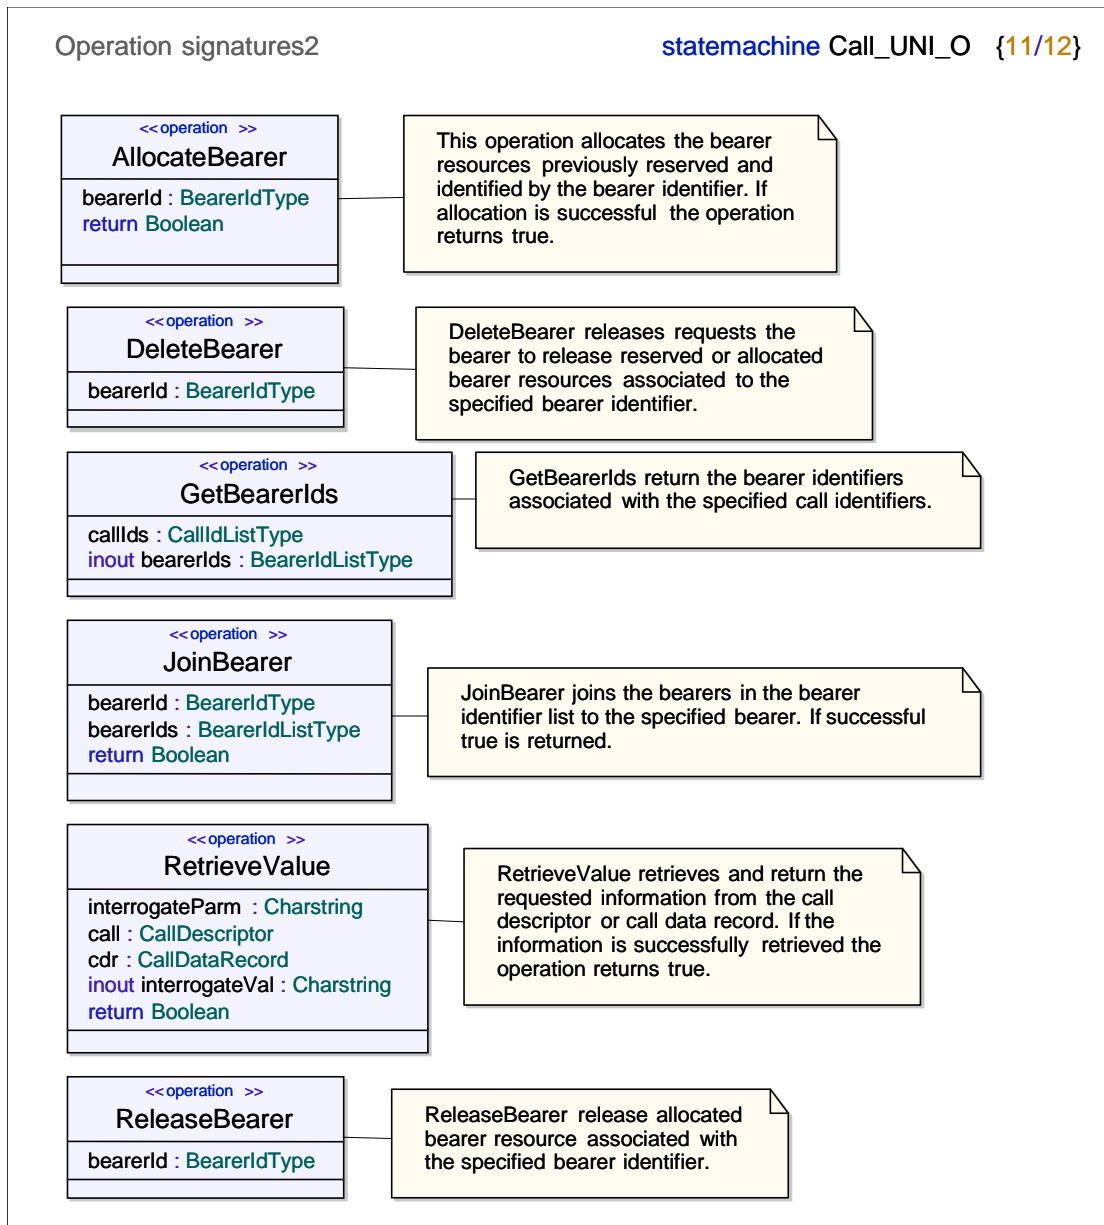 Operation signatures2
statemachine Call_UNI_O {11/12}
<<operation >>
AllocateBearer
bearerId : BearerIdType
return Boolean
This operation allocates the bearer
resources previously reserved and
identified by the bearer identifier. If
allocation is successful the operation
returns true.
<<operation >>
DeleteBearer
bearerId : BearerIdType
DeleteBearer releases requests the
bearer to release reserved or allocated
bearer resources associated to the
specified bearer identifier.
<<operation >>
GetBearerIds
callIds : CallIdListType
inout bearerIds : BearerIdListType
GetBearerIds return the bearer identifiers
associated with the specified call identifiers.
<<operation >>
JoinBearer
bearerId : BearerIdType
bearerIds : BearerIdListType
return Boolean
JoinBearer joins the bearers in the bearer
identifier list to the specified bearer. If successful
true is returned.
<<operation >>
RetrieveValue
interrogateParm : Charstring
call : CallDescriptor
cdr : CallDataRecord
inout interrogateVal : Charstring
return Boolean
RetrieveValue retrieves and return the
requested information from the call
descriptor or call data record. If the
information is successfully retrieved the
operation returns true.
<<operation >>
ReleaseBearer
bearerId : BearerIdType
ReleaseBearer release allocated
bearer resource associated with
the specified bearer identifier.